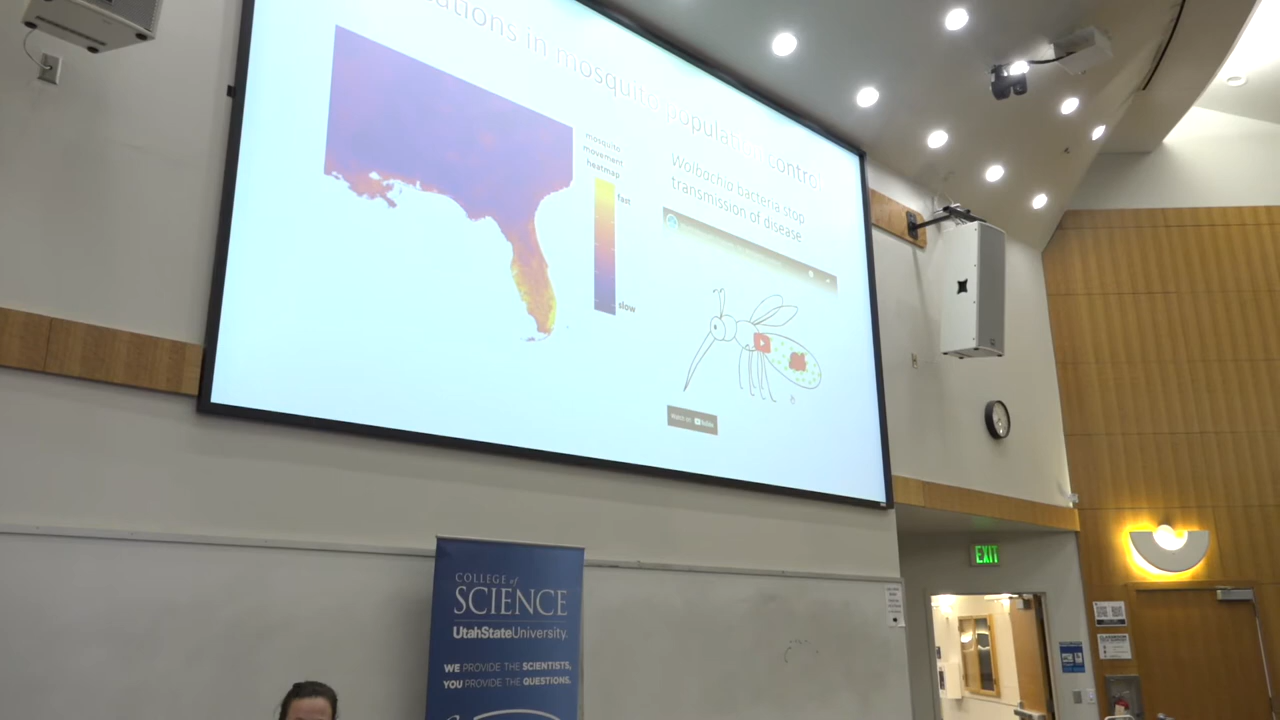 in mosquito population control
mosquito
movement
heatmap
fast
slow
Wolbachia bacteria stop
transmission of disease
Watch on YouTube
EXIT
COLLEGE of
SCIENCE
UtahStateUniversity.
WE PROVIDE THE SCIENTISTS,
YOU PROVIDE THE QUESTIONS.